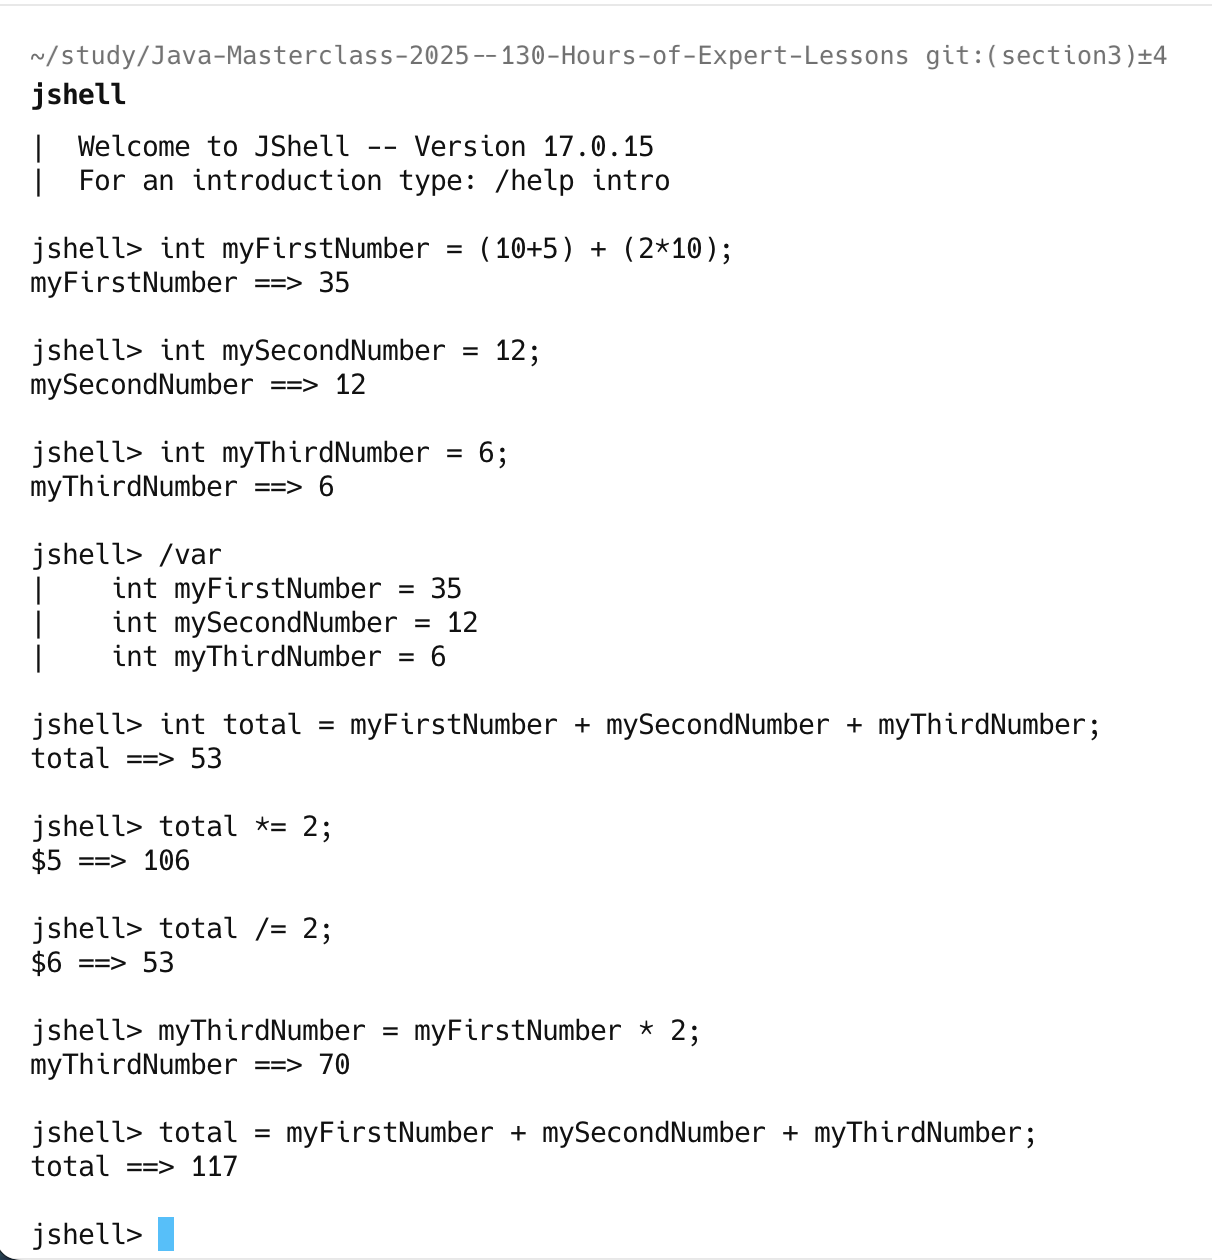 ~/study/Java-Masterclass-2025--130-Hours-of-Expert-Lessons git:(section3)±4
jshell
|  Welcome to JShell -- Version 17.0.15
|  For an introduction type: /help intro
jshell> int myFirstNumber = (10+5) + (2*10);
myFirstNumber ==> 35
jshell> int mySecondNumber = 12;
mySecondNumber ==> 12
jshell> int myThirdNumber = 6;
myThirdNumber ==> 6
jshell> /var
|    int myFirstNumber = 35
|    int mySecondNumber = 12
|    int myThirdNumber = 6
jshell> int total = myFirstNumber + mySecondNumber + myThirdNumber;
total ==> 53
jshell> total *= 2;
$5 ==> 106
jshell> total /= 2;
$6 ==> 53
jshell> myThirdNumber = myFirstNumber * 2;
myThirdNumber ==> 70
jshell> total = myFirstNumber + mySecondNumber + myThirdNumber;
total ==> 117
jshell>